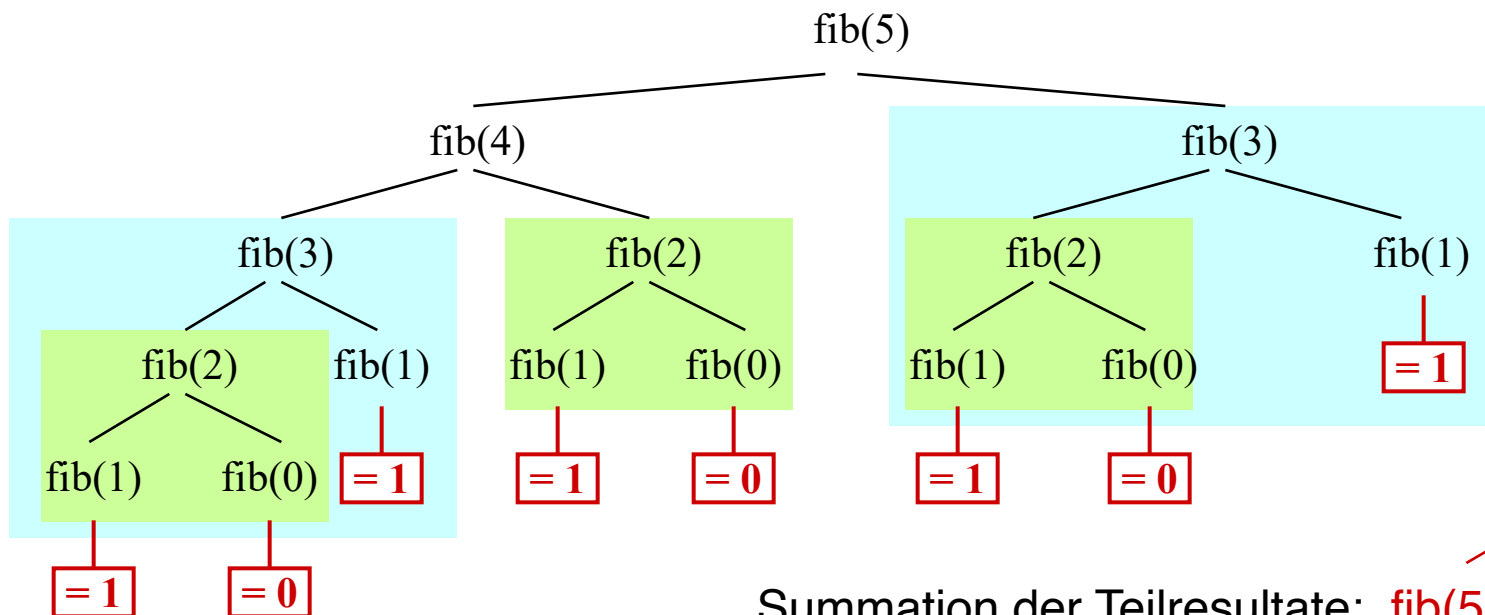 fib(5)
fib(4) fib(3)
fib(3) fib(2) fib(2) fib(1)
fib(2) fib(1) fib(1) fib(0) fib(1) fib(0) = 1
fib(1) fib(0) = 1 = 1 = 0 = 1 = 0
= 1 = 0
Summation der Teilresultate: fib(5